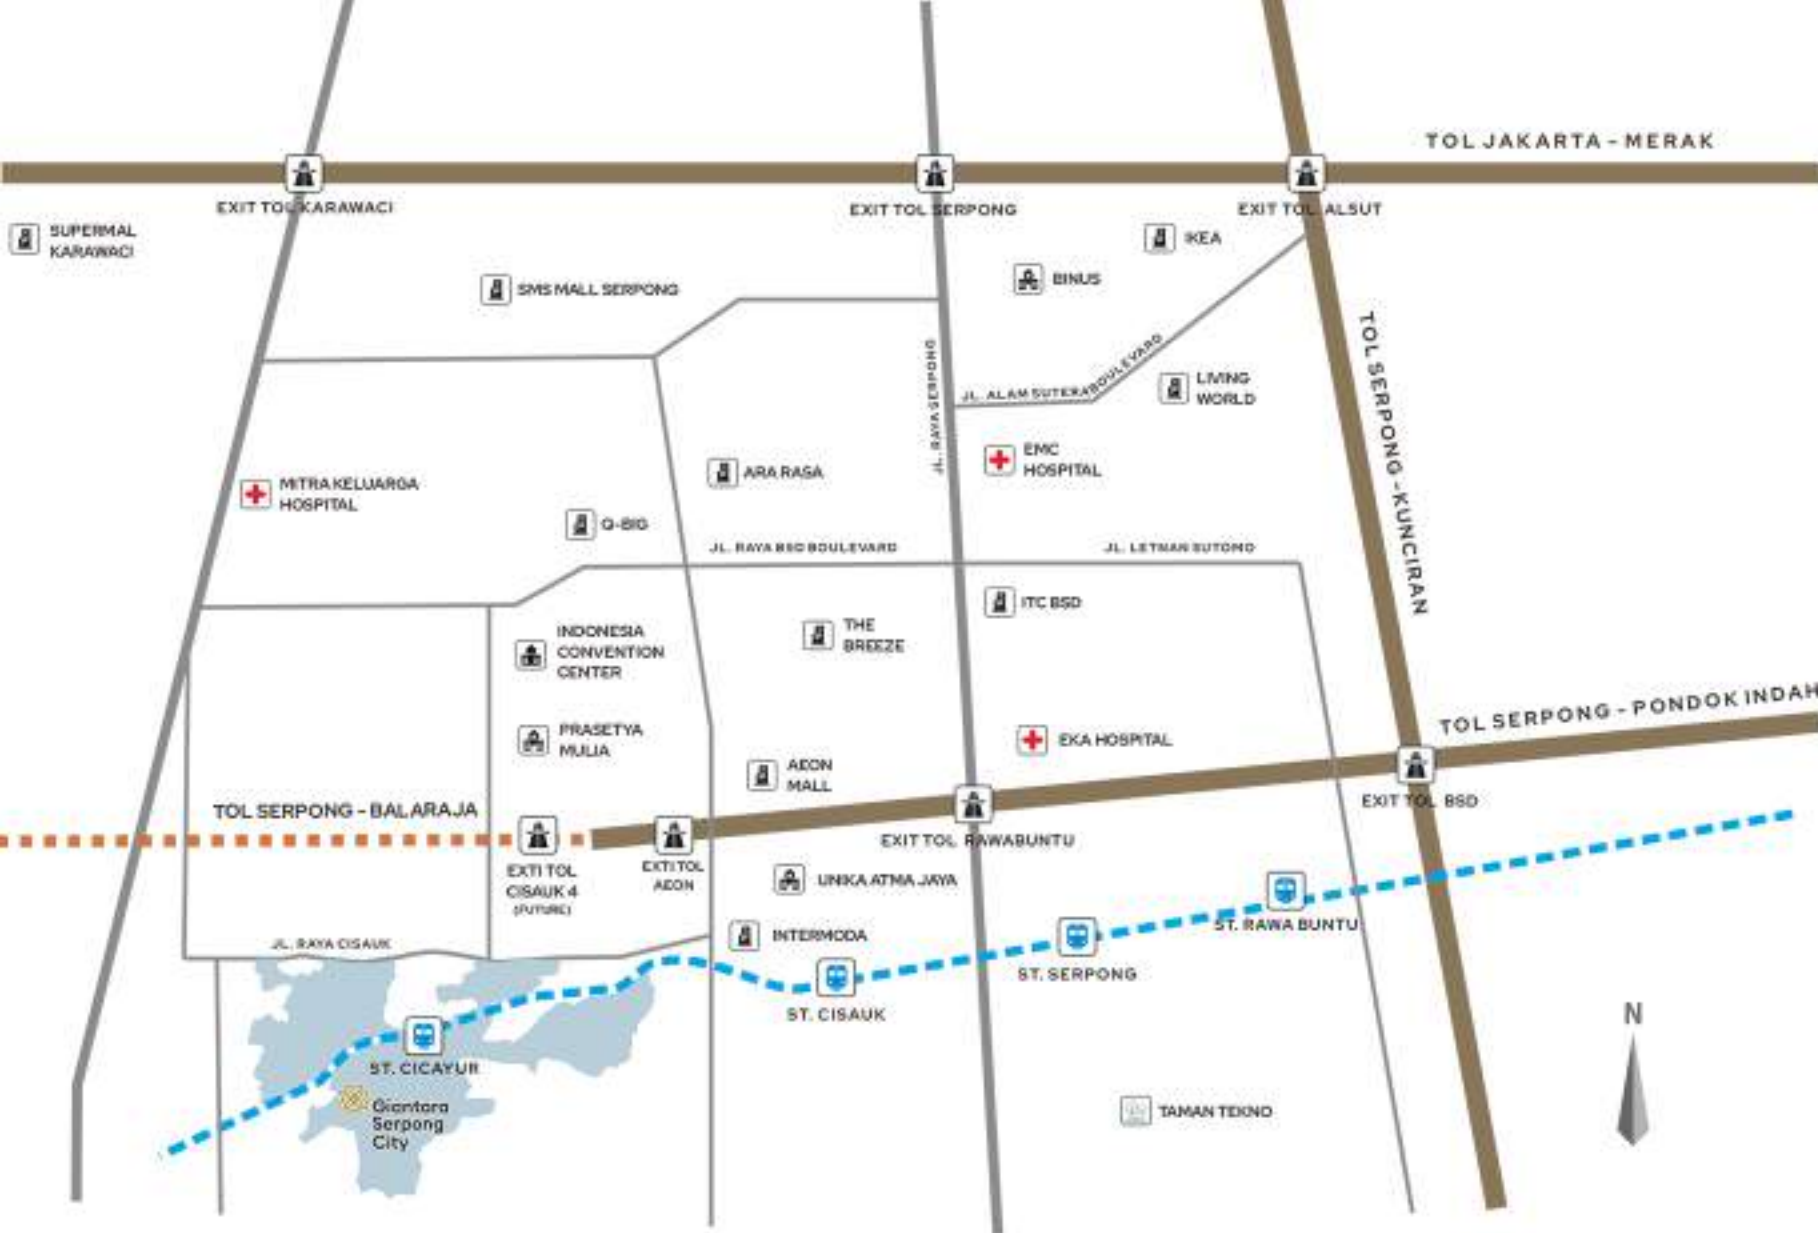 TOL JAKARTA - MERAK
EXIT TOL KARAWACI
EXIT TOL SERPONG
EXIT TOL ALSUT
SUPERMAL
KARAWACI
IKEA
BINUS
SMS MALL SERPONG
JL. RAYA SERPONG
JL. ALAM SUTERA BOULEVARD
TOL SERPONG - KUNCIRAN
LIVING
WORLD
EMC
HOSPITAL
ARA RASA
MITRA KELUARGA
HOSPITAL
Q-BIG
JL. RAYA BSD BOULEVARD
JL. LETNAN SUTOMO
ITC BSD
THE
BREEZE
INDONESIA
CONVENTION
CENTER
PRASETYA
MULIA
EKA HOSPITAL
TOL SERPONG - PONDOK INDAH
AEON
MALL
TOL SERPONG - BALARAJA
EXIT TOL BSD
EXIT TOL RAWABUNTU
EXTI TOL
CISAUK 4
(FUTURE)
EXTI TOL
AEON
UNIKA ATMA JAYA
INTERMODA
JL. RAYA CISAUK
ST. RAWA BUNTU
ST. SERPONG
ST. CISAUK
ST. CICAYUR
Giantara
Serpong
City
TAMAN TEKNO
N